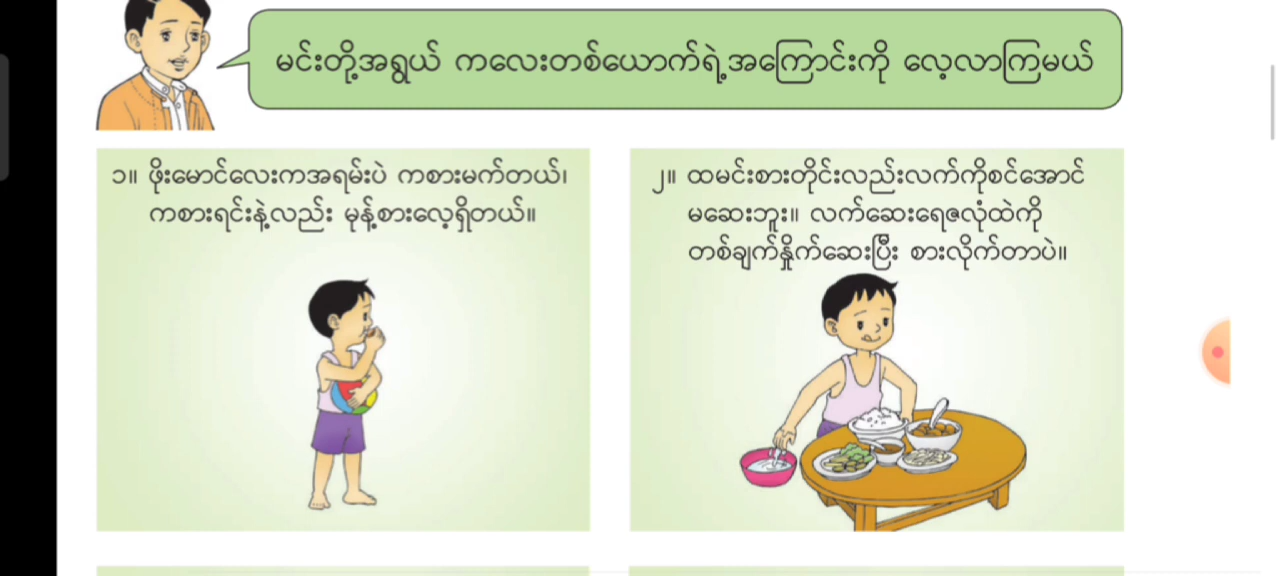 မင်းတို့အရွယ် ကလေးတစ်ယောက်ရဲ့အကြောင်းကို လေ့လာကြမယ်
၁။ ဖိုးမောင်လေးကအရမ်းပဲ ကစားမက်တယ်၊
ကစားရင်းနဲ့လည်း မုန့်စားလေ့ရှိတယ်။
၂။ ထမင်းစားတိုင်းလည်းလက်ကိုစင်အောင်
မဆေးဘူး။ လက်ဆေးရေဇလုံထဲကို
တစ်ချက်နှိုက်ဆေးပြီး စားလိုက်တာပဲ။